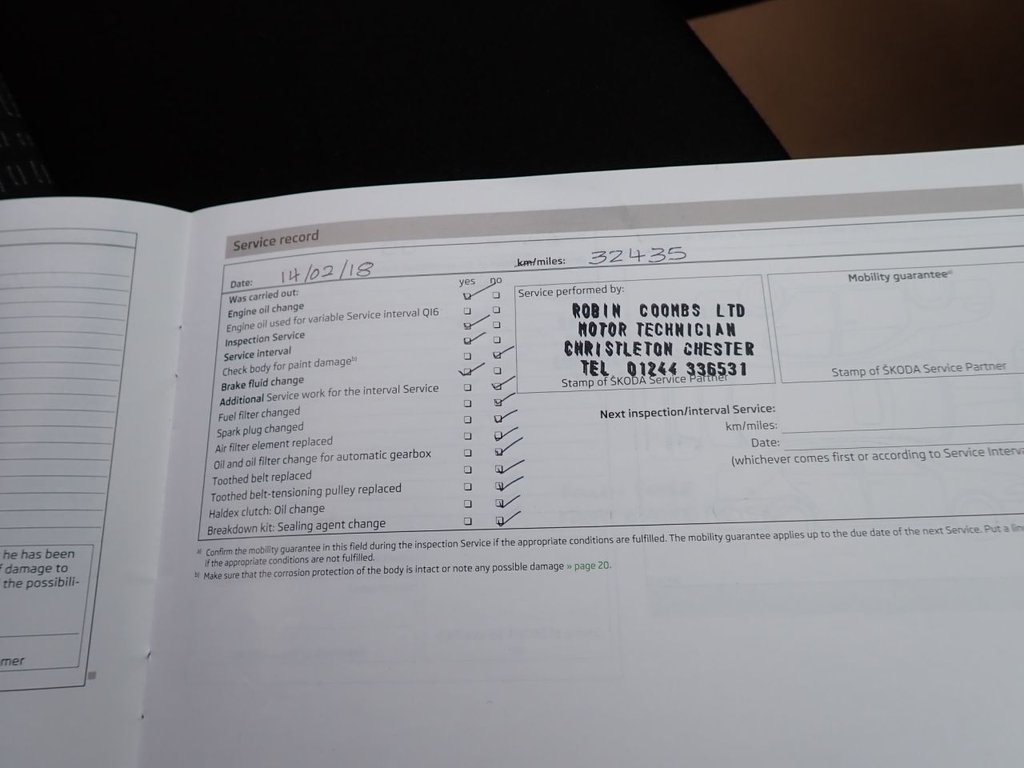 Service record
Date: 14/02/18 km/miles: 32435
Was carried out: yes no
Engine oil change
Engine oil used for variable Service interval QI6
Inspection Service
Service interval
Check body for paint damageb)
Brake fluid change
Additional Service work for the interval Service
Fuel filter changed
Spark plug changed
Air filter element replaced
Oil and oil filter change for automatic gearbox
Toothed belt replaced
Toothed belt-tensioning pulley replaced
Haldex clutch: Oil change
Breakdown kit: Sealing agent change
Service performed by:
ROBIN COOMBS LTD
MOTOR TECHNICIAN
CHRISTLETON CHESTER
TEL 01244 336531
Stamp of ŠKODA Service Partner
Mobility guaranteea)
Stamp of ŠKODA Service Partner
Next inspection/interval Service:
km/miles:
Date:
(whichever comes first or according to Service Interva
a) Confirm the mobility guarantee in this field during the inspection Service if the appropriate conditions are fulfilled. The mobility guarantee applies up to the due date of the next Service. Put a lin
if the appropriate conditions are not fulfilled.
b) Make sure that the corrosion protection of the body is intact or note any possible damage » page 20.
he has been
f damage to
the possibili-
mer